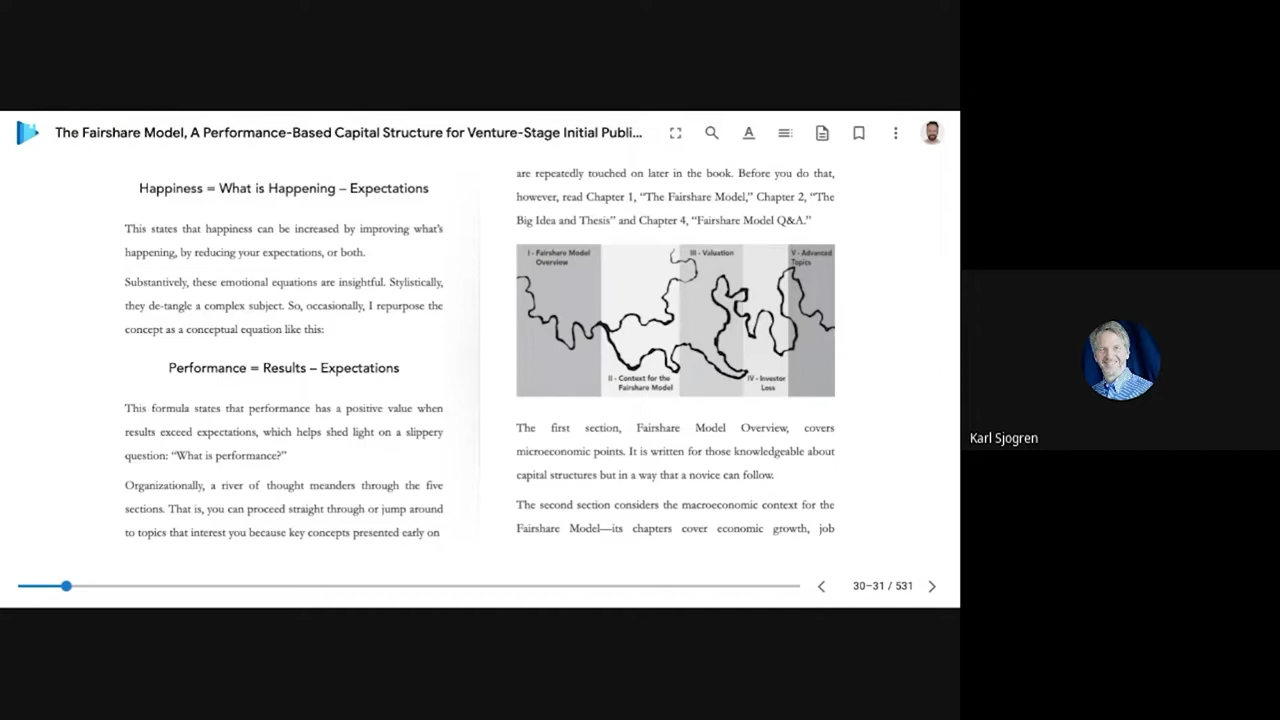 The Fairshare Model, A Performance-Based Capital Structure for Venture-Stage Initial Publi...
Happiness = What is Happening – Expectations
This states that happiness can be increased by improving what's
happening, by reducing your expectations, or both.
Substantively, these emotional equations are insightful. Stylistically,
they de-tangle a complex subject. So, occasionally, I repurpose the
concept as a conceptual equation like this:
Performance = Results – Expectations
This formula states that performance has a positive value when
results exceed expectations, which helps shed light on a slippery
question: “What is performance?”
Organizationally, a river of thought meanders through the five
sections. That is, you can proceed straight through or jump around
to topics that interest you because key concepts presented early on
are repeatedly touched on later in the book. Before you do that,
however, read Chapter 1, “The Fairshare Model,” Chapter 2, “The
Big Idea and Thesis” and Chapter 4, “Fairshare Model Q&A.”
I - Fairshare Model
Overview
III - Valuation
V - Advanced
Topics
II - Context for the
Fairshare Model
IV - Investor
Loss
The first section, Fairshare Model Overview, covers
microeconomic points. It is written for those knowledgeable about
capital structures but in a way that a novice can follow.
The second section considers the macroeconomic context for the
Fairshare Model—its chapters cover economic growth, job
30–31 / 531
Karl Sjogren